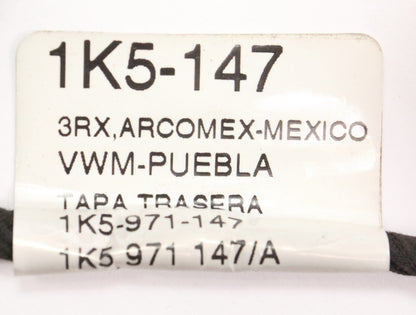 1K5-147
3RX,ARCOMEX-MEXICO
VWM-PUEBLA
TAPA TRASERA
1K5-971-147
1K5 971 147/A